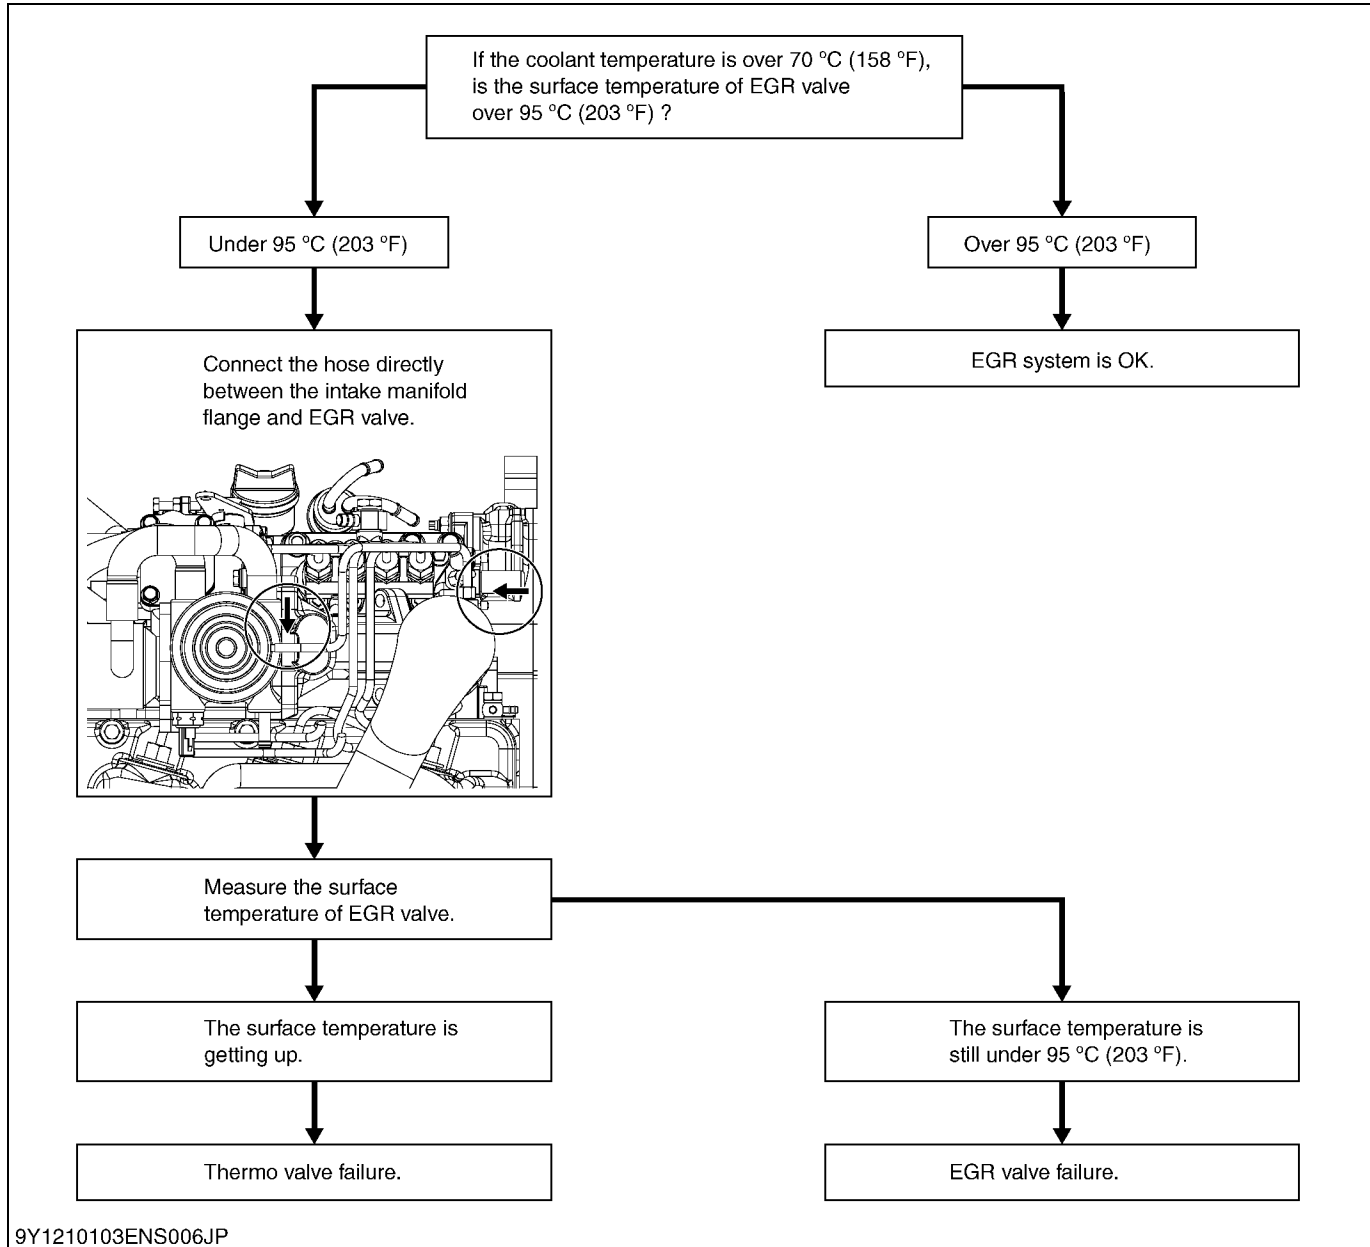 If the coolant temperature is over 70 °C (158 °F),
is the surface temperature of EGR valve
over 95 °C (203 °F) ?
Under 95 °C (203 °F)
Over 95 °C (203 °F)
Connect the hose directly
between the intake manifold
flange and EGR valve.
EGR system is OK.
Measure the surface
temperature of EGR valve.
The surface temperature is
getting up.
The surface temperature is
still under 95 °C (203 °F).
Thermo valve failure.
EGR valve failure.
9Y1210103ENS006JP